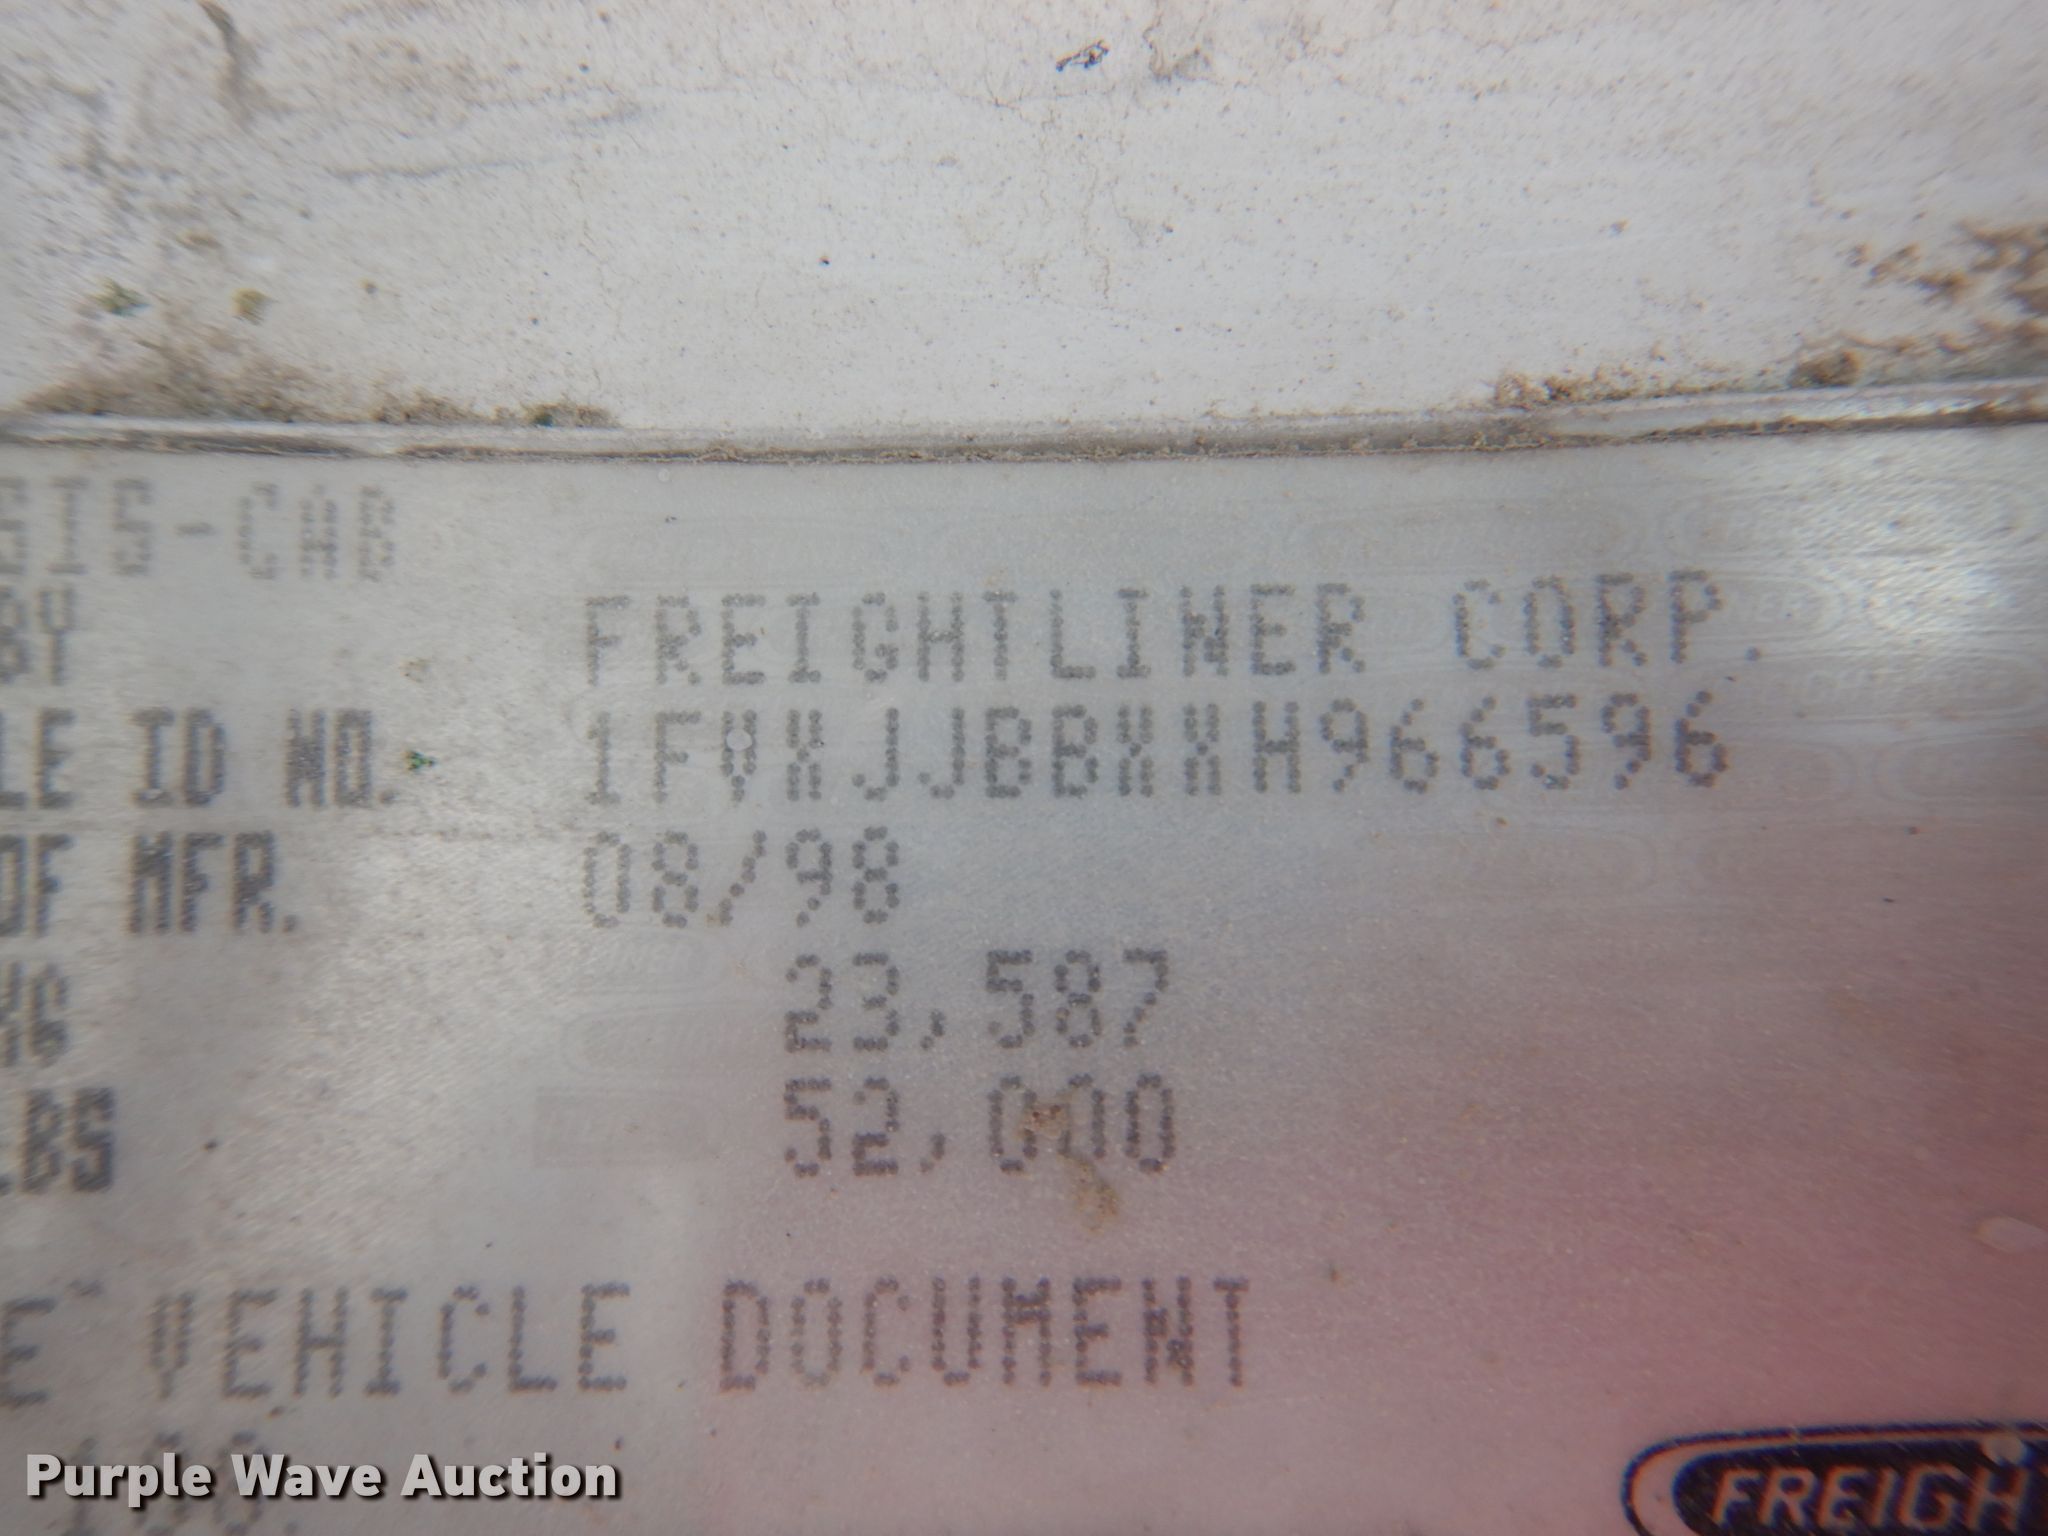 SIS-CAB
BY FREIGHTLINER CORP.
LE ID NO. 1FVXJJBBXXH966596
OF MFR. 08/98
KG 23,587
LBS 52,000
E VEHICLE DOCUMENT
Purple Wave Auction
FREIGH